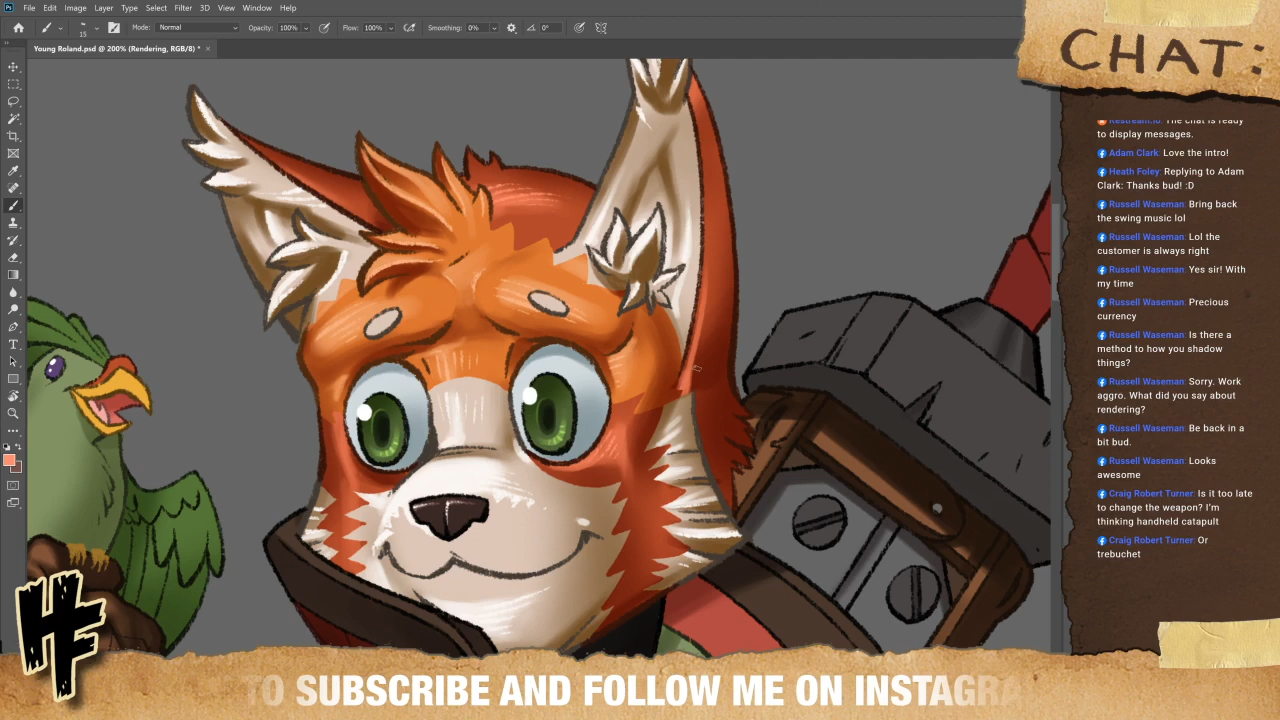 File Edit Image Layer Type Select Filter 3D View Window Help
15 Mode: Normal Opacity: 100% Flow: 100% Smoothing: 0% 0°
Young Roland.psd @ 200% (Rendering, RGB/8) * ×
CHAT:
Restream.io: The chat is ready
to display messages.
Adam Clark: Love the intro!
Heath Foley: Replying to Adam
Clark: Thanks bud! :D
Russell Waseman: Bring back
the swing music lol
Russell Waseman: Lol the
customer is always right
Russell Waseman: Yes sir! With
my time
Russell Waseman: Precious
currency
Russell Waseman: Is there a
method to how you shadow
things?
Russell Waseman: Sorry. Work
aggro. What did you say about
rendering?
Russell Waseman: Be back in a
bit bud.
Russell Waseman: Looks
awesome
Craig Robert Turner: Is it too late
to change the weapon? I'm
thinking handheld catapult
Craig Robert Turner: Or
trebuchet
HF
TO SUBSCRIBE AND FOLLOW ME ON INSTAGRA